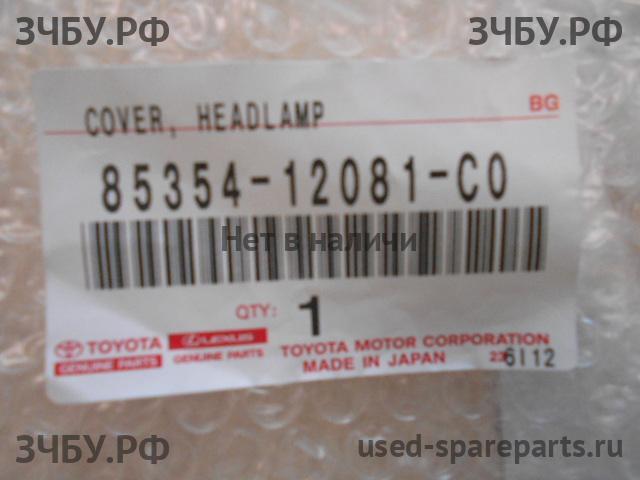 ЗЧБУ.РФ ЗЧБУ.РФ
COVER, HEADLAMP BG
85354-12081-C0
Нет в наличи
QTY: 1
TOYOTA LEXUS TOYOTA MOTOR CORPORATION
GENUINE PARTS GENUINE PARTS MADE IN JAPAN 6I12
ЗЧБУ.РФ used-spareparts.ru